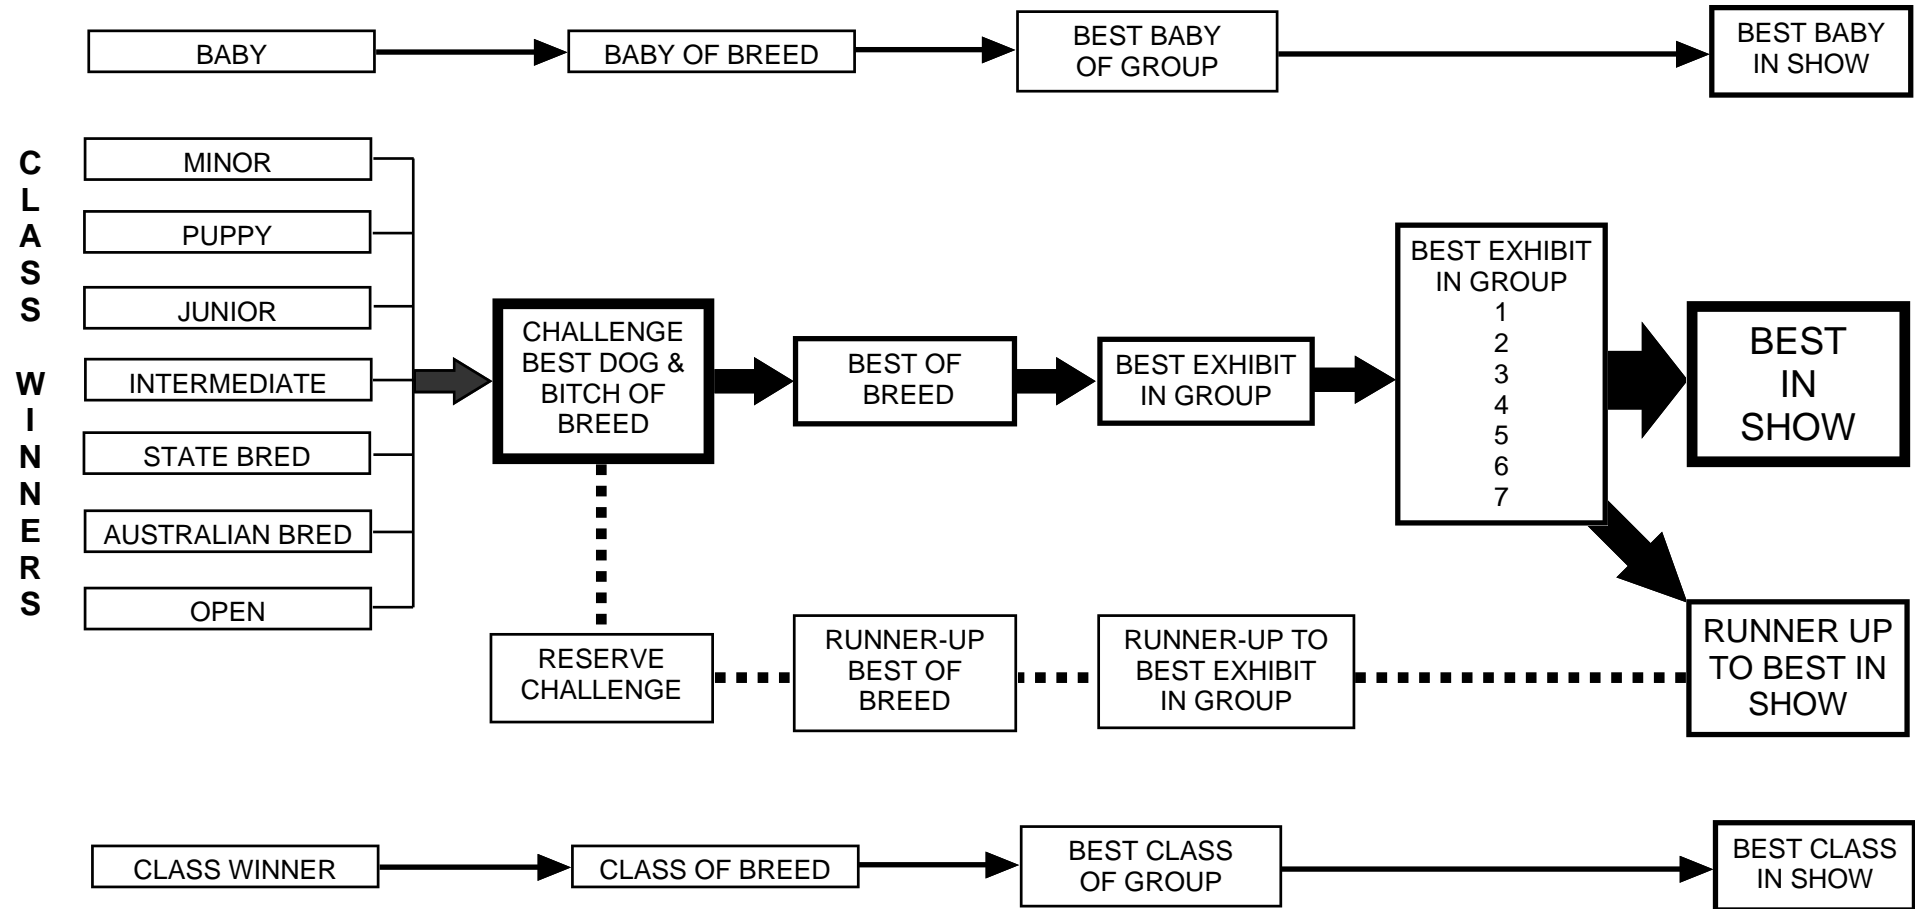 BABY
BABY OF BREED
BEST BABY
OF GROUP
BEST BABY
IN SHOW
CLASS WINNERS
MINOR
PUPPY
JUNIOR
INTERMEDIATE
STATE BRED
AUSTRALIAN BRED
OPEN
CHALLENGE
BEST DOG &
BITCH OF
BREED
BEST OF
BREED
BEST EXHIBIT
IN GROUP
BEST EXHIBIT
IN GROUP
1
2
3
4
5
6
7
BEST
IN
SHOW
RESERVE
CHALLENGE
RUNNER-UP
BEST OF
BREED
RUNNER-UP TO
BEST EXHIBIT
IN GROUP
RUNNER UP
TO BEST IN
SHOW
CLASS WINNER
CLASS OF BREED
BEST CLASS
OF GROUP
BEST CLASS
IN SHOW